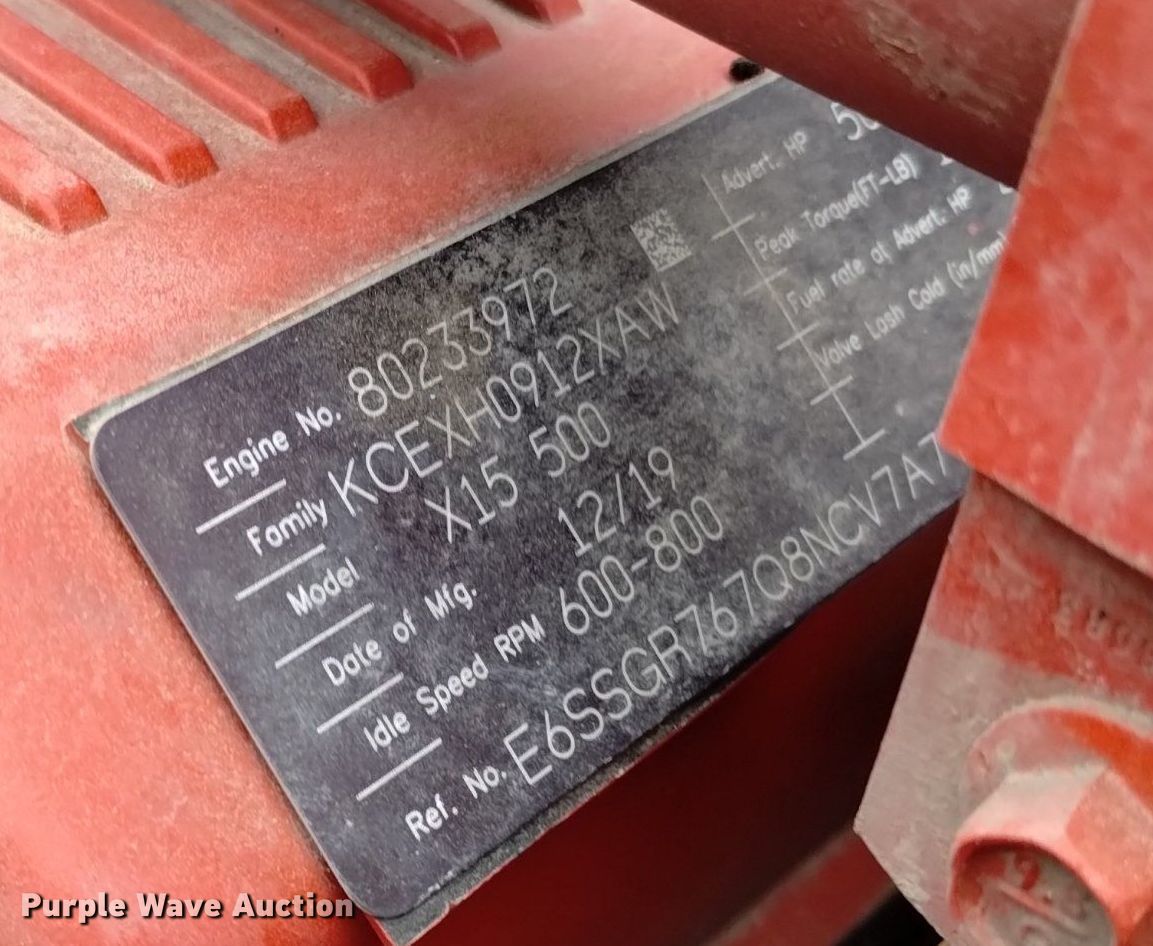 Engine No. 80233972
Family KCEXH0912XAW
Model X15 500
Date of Mfg. 12/19
Idle Speed RPM 600-800
Ref. No. E6SSGR767Q8NCV7A7
Advert. HP
Peak Torque(FT-LB)
Fuel rate at Advert. HP
Valve Lash Cold (in/mm)
Purple Wave Auction